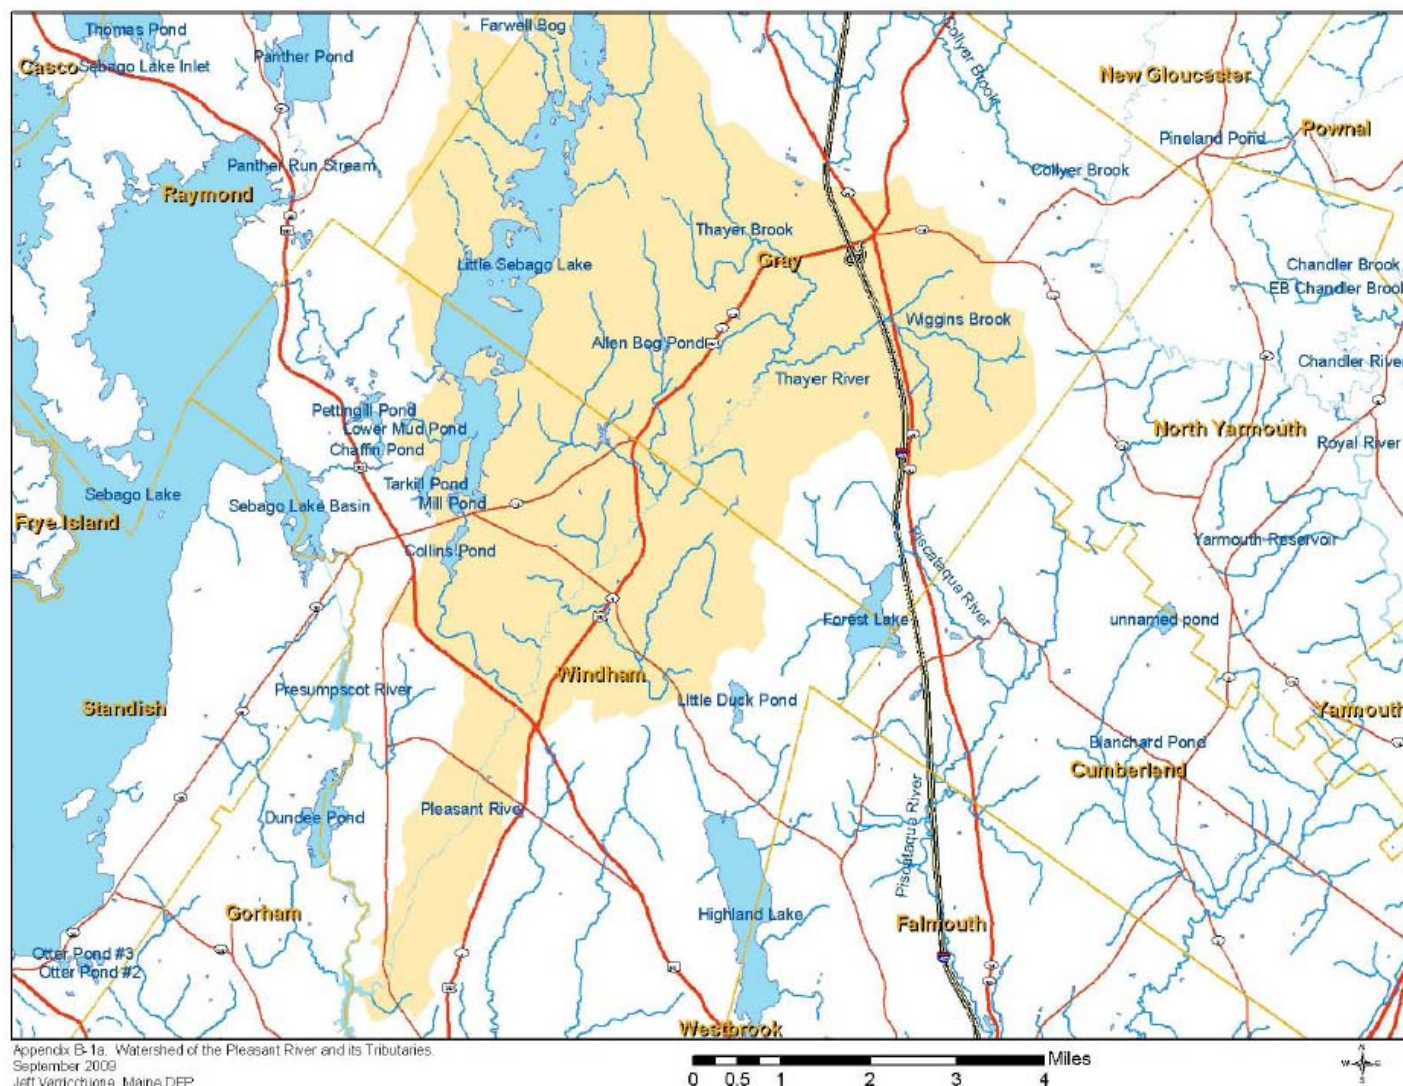 Thomas Pond
Farwell Bog
Casco
Sebago Lake Inlet
Panther Pond
Collyer Brook
New Gloucester
Pownal
Pineland Pond
Panther Run Stream
Collyer Brook
Raymond
Thayer Brook
Gray
Little Sebago Lake
Chandler Brook
EB Chandler Brook
Wiggins Brook
Allen Bog Pond
Thayer River
Chandler River
Pettingill Pond
Lower Mud Pond
Chaffin Pond
North Yarmouth
Royal River
Tarkill Pond
Mill Pond
Sebago Lake
Sebago Lake Basin
Frye Island
Collins Pond
Yarmouth Reservoir
Piscataqua River
Forest Lake
unnamed pond
Windham
Presumpscot River
Little Duck Pond
Standish
Yarmouth
Blanchard Pond
Cumberland
Pleasant River
Dundee Pond
Piscataqua River
Gorham
Highland Lake
Falmouth
Otter Pond #3
Otter Pond #2
Westbrook
Appendix B-1a. Watershed of the Pleasant River and its Tributaries.
September 2009
Jeff Varricchione, Maine DEP
Miles
0 0.5 1 2 3 4
N
W E
S